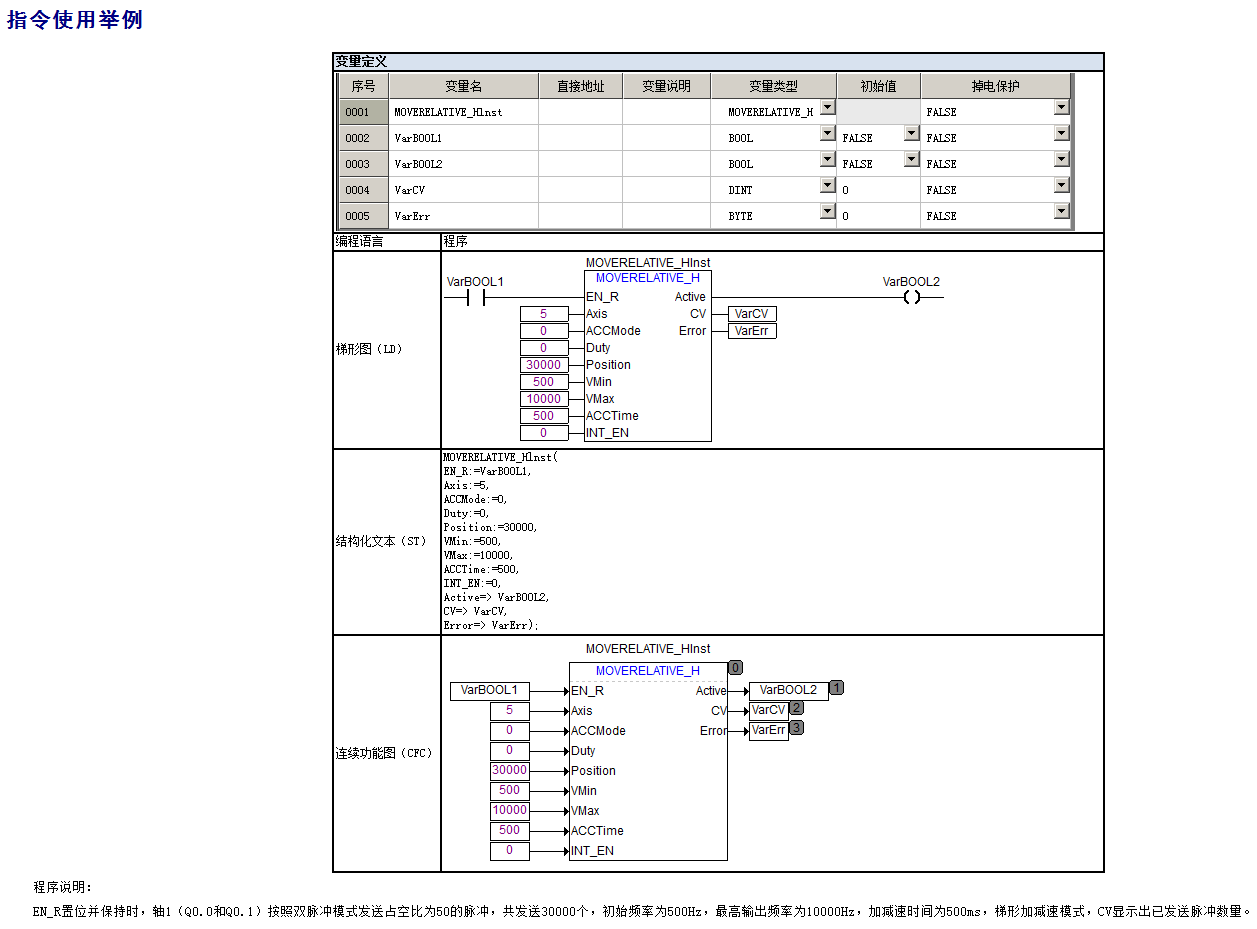 指令使用举例
变量定义
序号 变量名 直接地址 变量说明 变量类型 初始值 掉电保护
0001 MOVERELATIVE_HInst MOVERELATIVE_H FALSE
0002 VarBOOL1 BOOL FALSE FALSE
0003 VarBOOL2 BOOL FALSE FALSE
0004 VarCV DINT 0 FALSE
0005 VarErr BYTE 0 FALSE
编程语言 程序
梯形图（LD）
MOVERELATIVE_HInst
MOVERELATIVE_H
VarBOOL1 VarBOOL2
EN_R Active
5 Axis CV VarCV
0 ACCMode Error VarErr
0 Duty
30000 Position
500 VMin
10000 VMax
500 ACCTime
0 INT_EN
结构化文本（ST）
MOVERELATIVE_HInst(
EN_R:=VarBOOL1,
Axis:=5,
ACCMode:=0,
Duty:=0,
Position:=30000,
VMin:=500,
VMax:=10000,
ACCTime:=500,
INT_EN:=0,
Active=> VarBOOL2,
CV=> VarCV,
Error=> VarErr);
连续功能图（CFC）
MOVERELATIVE_HInst
MOVERELATIVE_H 0
VarBOOL1 EN_R Active VarBOOL2 1
5 Axis CV VarCV 2
0 ACCMode Error VarErr 3
0 Duty
30000 Position
500 VMin
10000 VMax
500 ACCTime
0 INT_EN
程序说明：
EN_R置位并保持时，轴1（Q0.0和Q0.1）按照双脉冲模式发送占空比为50的脉冲，共发送30000个，初始频率为500Hz，最高输出频率为10000Hz，加减速时间为500ms，梯形加减速模式，CV显示出已发送脉冲数量。